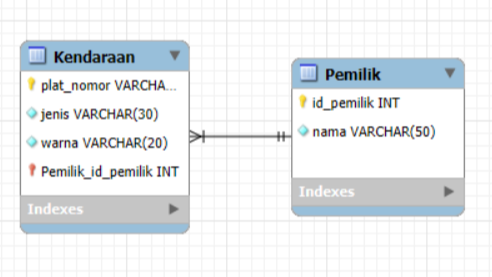 Kendaraan
plat_nomor VARCHA...
jenis VARCHAR(30)
warna VARCHAR(20)
Pemilik_id_pemilik INT
Indexes
Pemilik
id_pemilik INT
nama VARCHAR(50)
Indexes